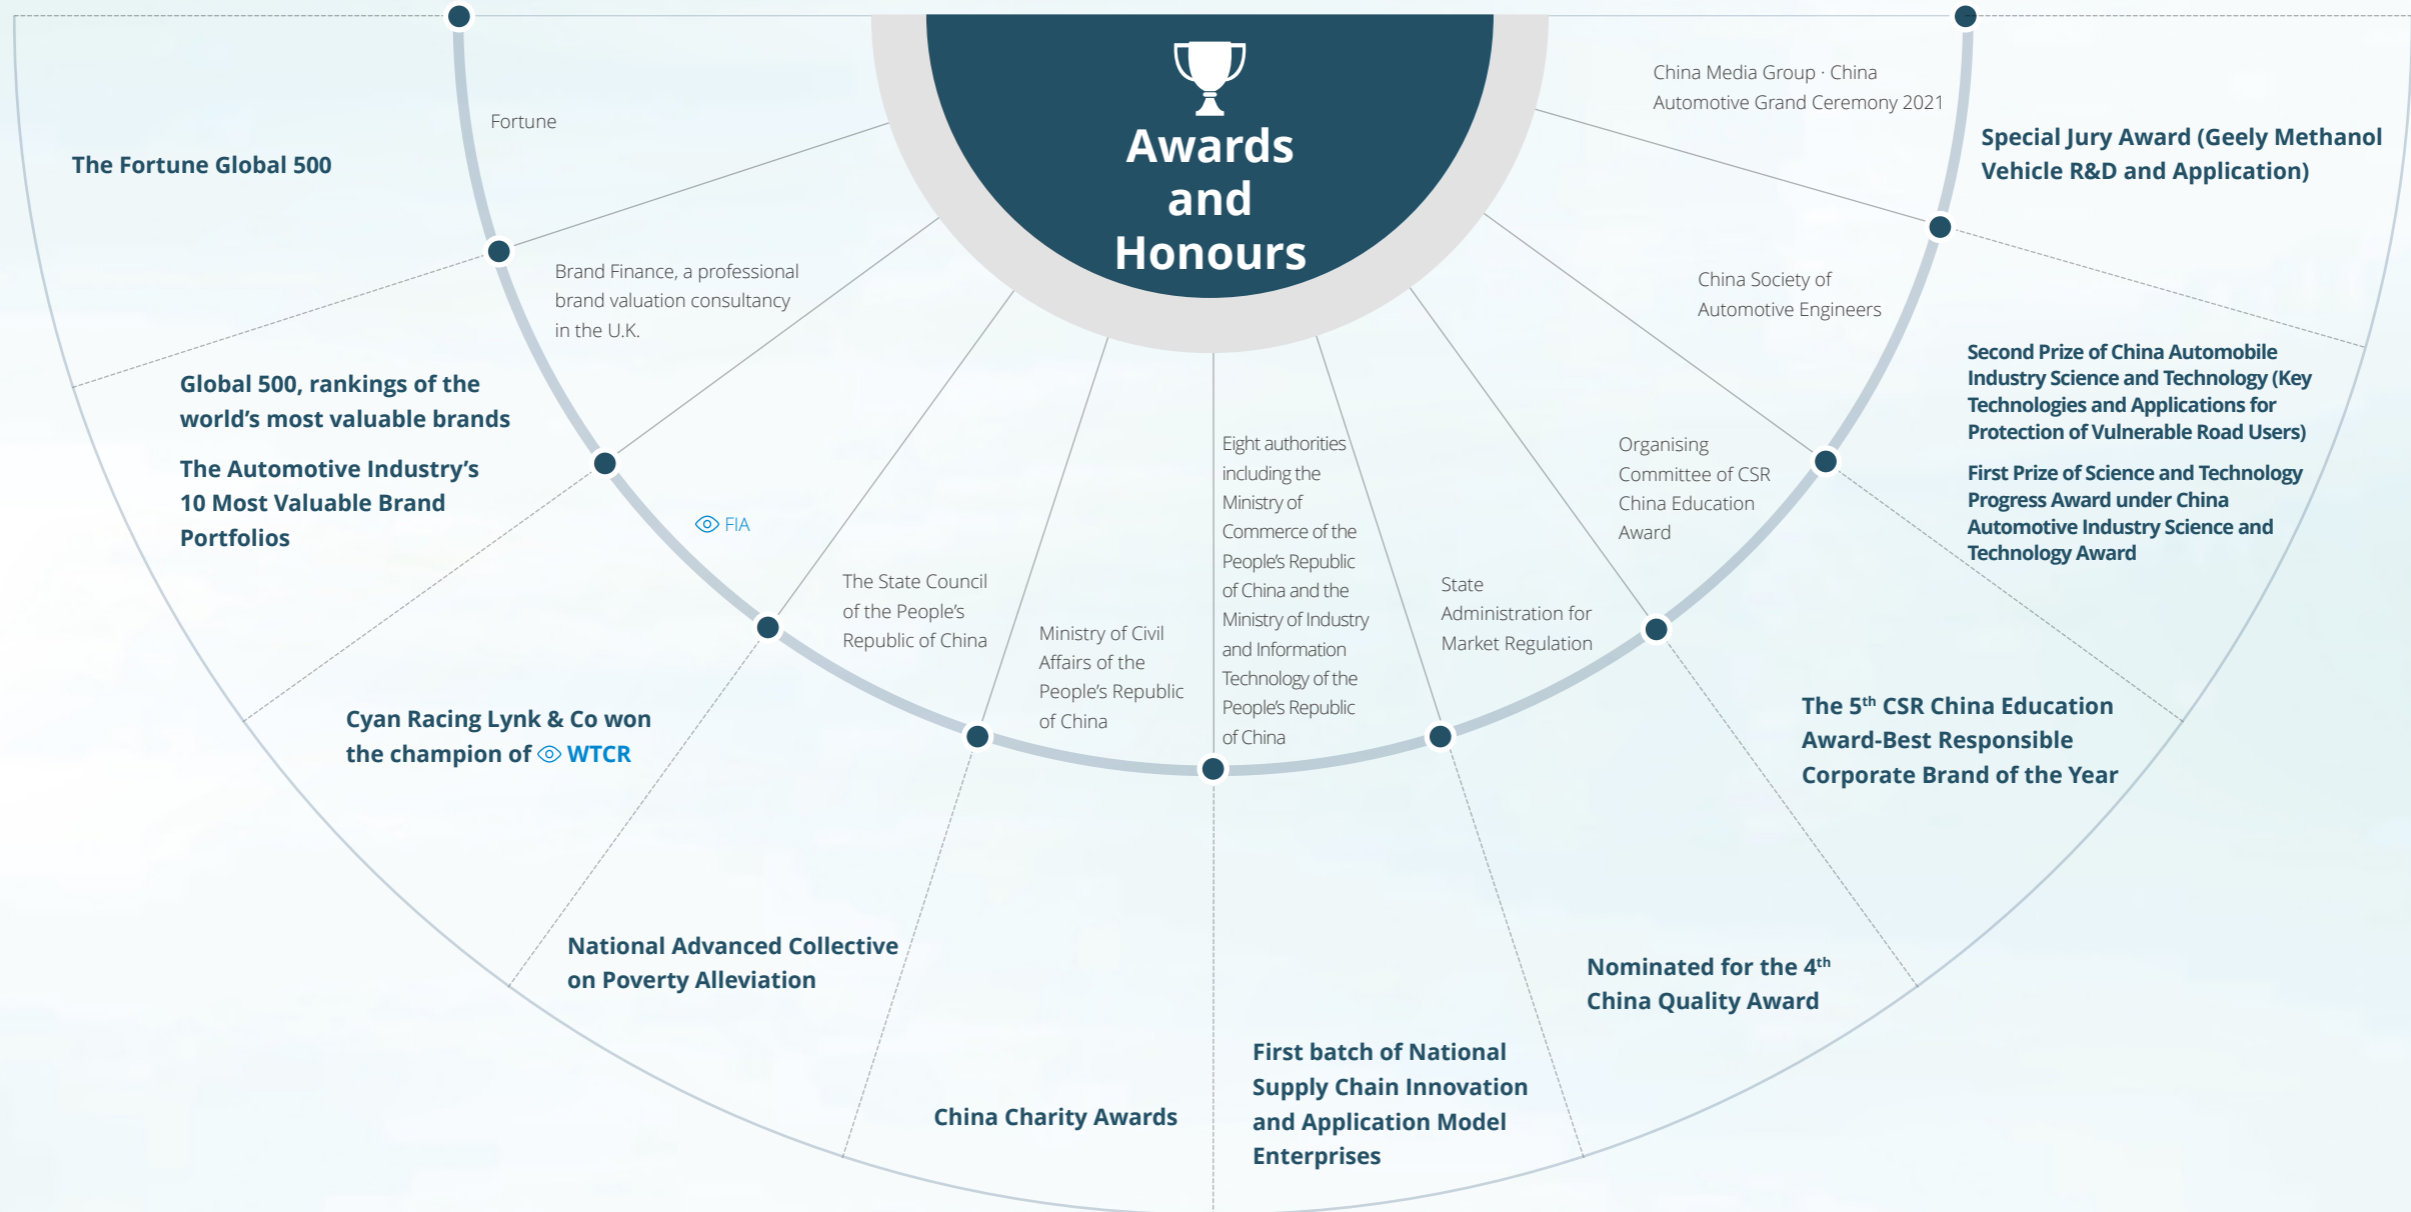 Awards
and
Honours
Fortune
The Fortune Global 500
Brand Finance, a professional
brand valuation consultancy
in the U.K.
Global 500, rankings of the
world’s most valuable brands
The Automotive Industry’s
10 Most Valuable Brand
Portfolios
FIA
Cyan Racing Lynk & Co won
the champion of WTCR
The State Council
of the People’s
Republic of China
National Advanced Collective
on Poverty Alleviation
Ministry of Civil
Affairs of the
People’s Republic
of China
China Charity Awards
Eight authorities
including the
Ministry of
Commerce of the
People’s Republic
of China and the
Ministry of Industry
and Information
Technology of the
People’s Republic
of China
First batch of National
Supply Chain Innovation
and Application Model
Enterprises
State
Administration for
Market Regulation
Nominated for the 4th
China Quality Award
Organising
Committee of CSR
China Education
Award
The 5th CSR China Education
Award-Best Responsible
Corporate Brand of the Year
China Society of
Automotive Engineers
Second Prize of China Automobile
Industry Science and Technology (Key
Technologies and Applications for
Protection of Vulnerable Road Users)
First Prize of Science and Technology
Progress Award under China
Automotive Industry Science and
Technology Award
China Media Group · China
Automotive Grand Ceremony 2021
Special Jury Award (Geely Methanol
Vehicle R&D and Application)